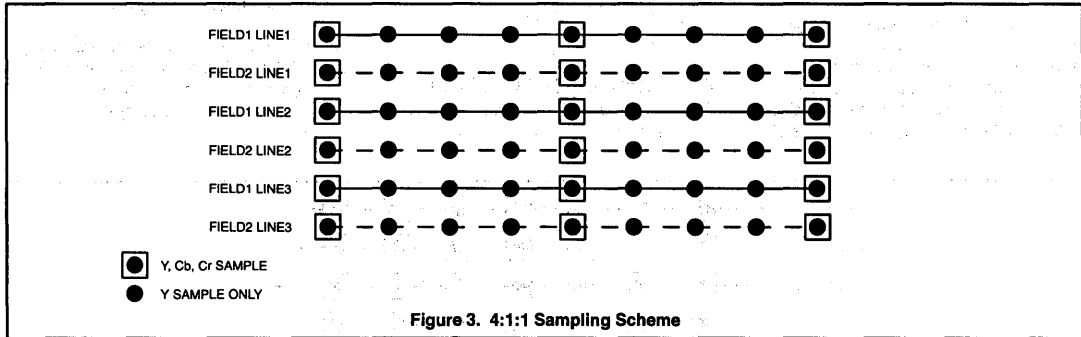 FIELD1 LINE1
FIELD2 LINE1
FIELD1 LINE2
FIELD2 LINE2
FIELD1 LINE3
FIELD2 LINE3
Y, Cb, Cr SAMPLE
Y SAMPLE ONLY
Figure 3. 4:1:1 Sampling Scheme